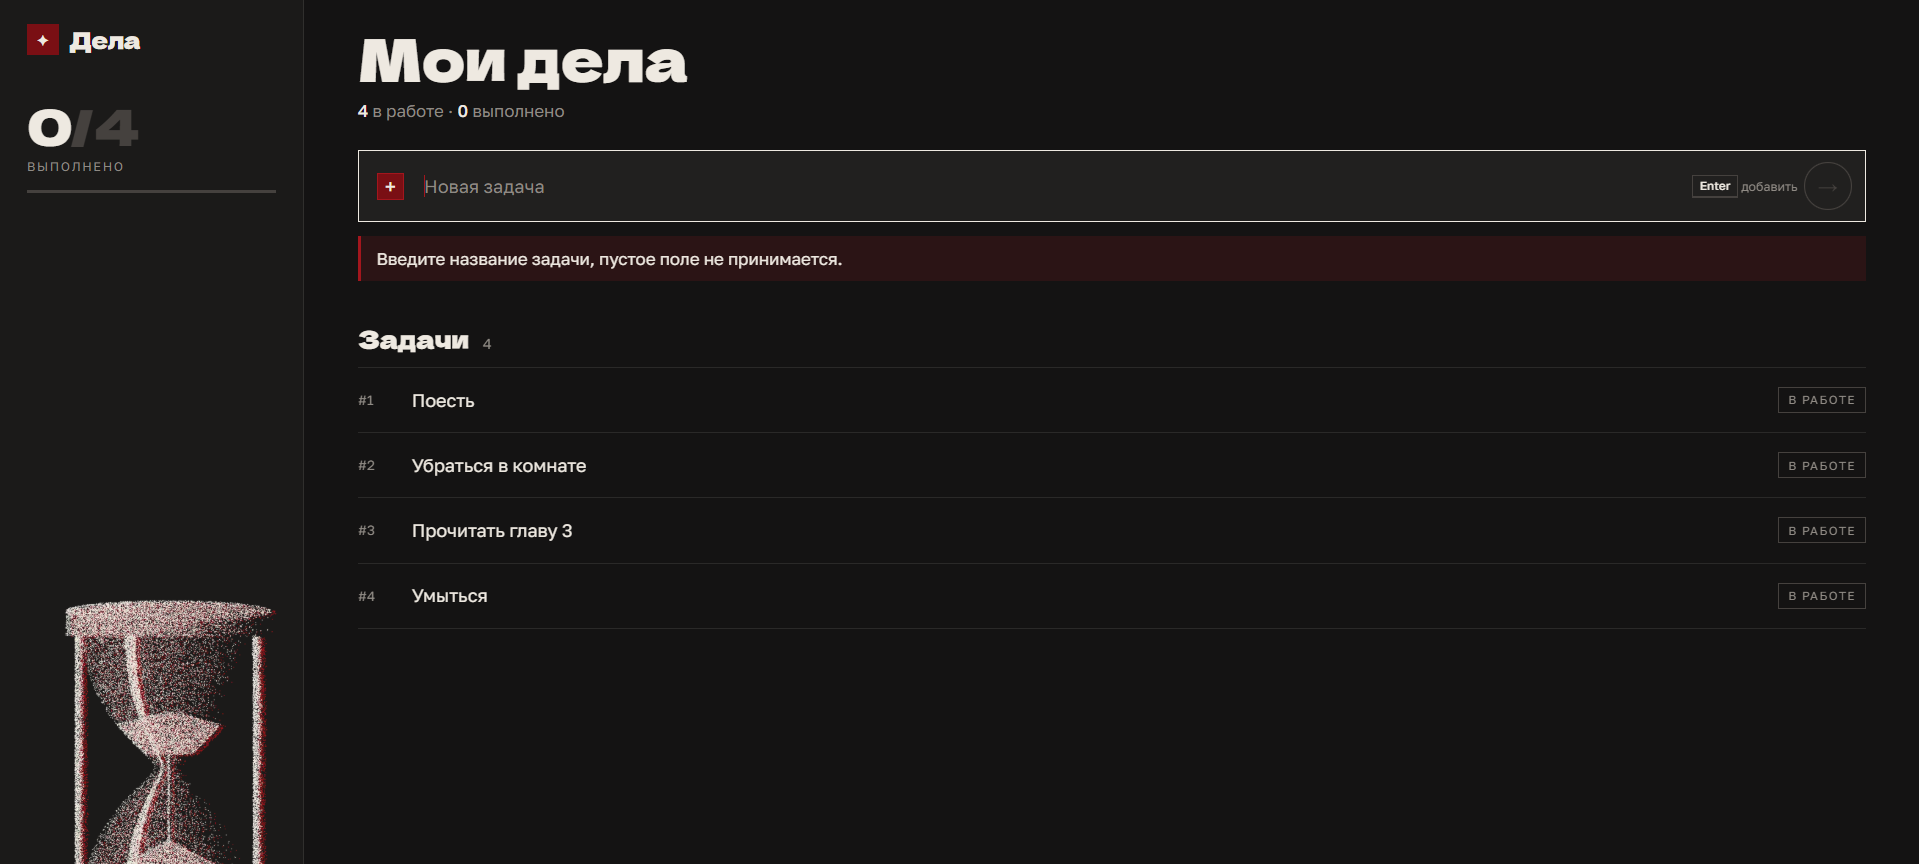 Дела
0/4
ВЫПОЛНЕНО
Мои дела
4 в работе · 0 выполнено
+ Новая задача Enter добавить →
Введите название задачи, пустое поле не принимается.
Задачи 4
#1 Поесть В РАБОТЕ
#2 Убраться в комнате В РАБОТЕ
#3 Прочитать главу 3 В РАБОТЕ
#4 Умыться В РАБОТЕ